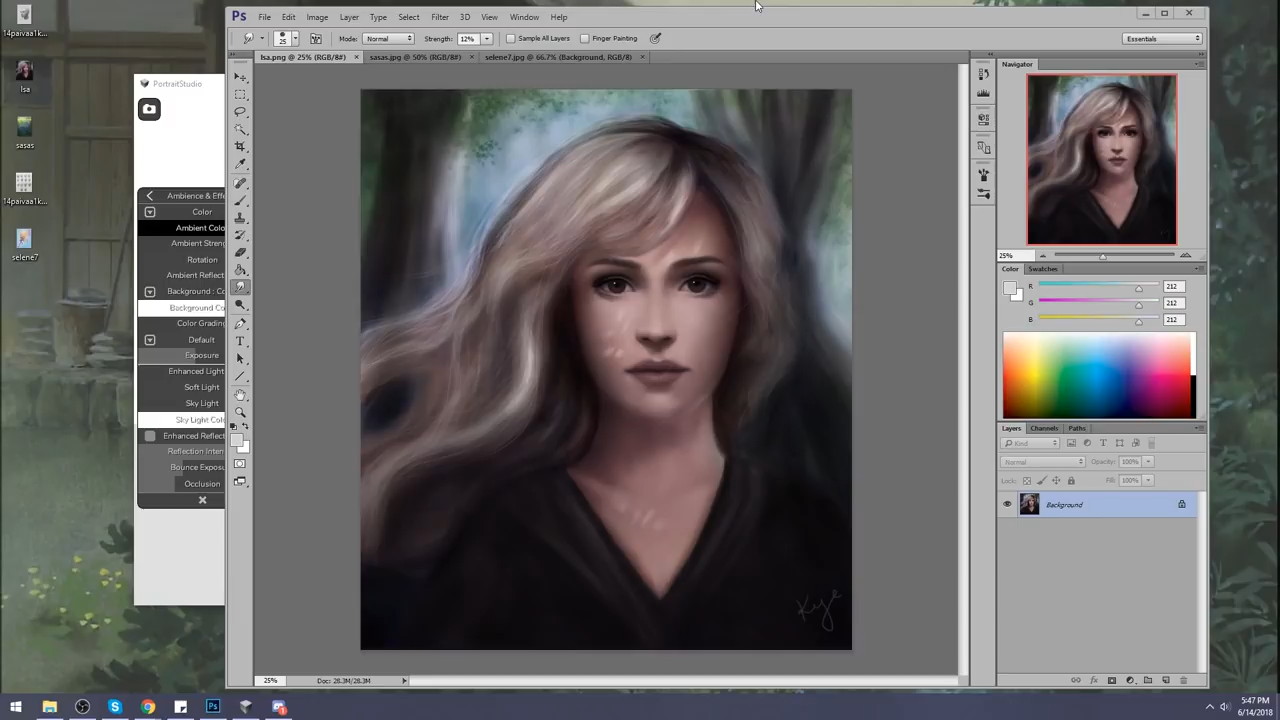 Ps File Edit Image Layer Type Select Filter 3D View Window Help
25 Mode: Normal Strength: 12% Sample All Layers Finger Painting Essentials
lsa.png @ 25% (RGB/8#) × sasas.jpg @ 50% (RGB/8#) × selene7.jpg @ 66.7% (Background, RGB/8) ×
14paivaa1k...
lsa
sasas
14paivaa1k...
selene7
PortraitStudio
Ambience & Effe
Color
Ambient Colo
Ambient Streng
Rotation
Ambient Reflect
Background : Co
Background Co
Color Grading
Default
Exposure
Enhanced Light
Soft Light
Sky Light
Sky Light Colo
Enhanced Reflec
Reflection Inten
Bounce Exposu
Occlusion
Kye
25% Doc: 28.3M/28.3M
Navigator
25%
Color Swatches
R 212
G 212
B 212
Layers Channels Paths
Kind
Normal Opacity: 100%
Lock: Fill: 100%
Background
Ps
5:47 PM
6/14/2018